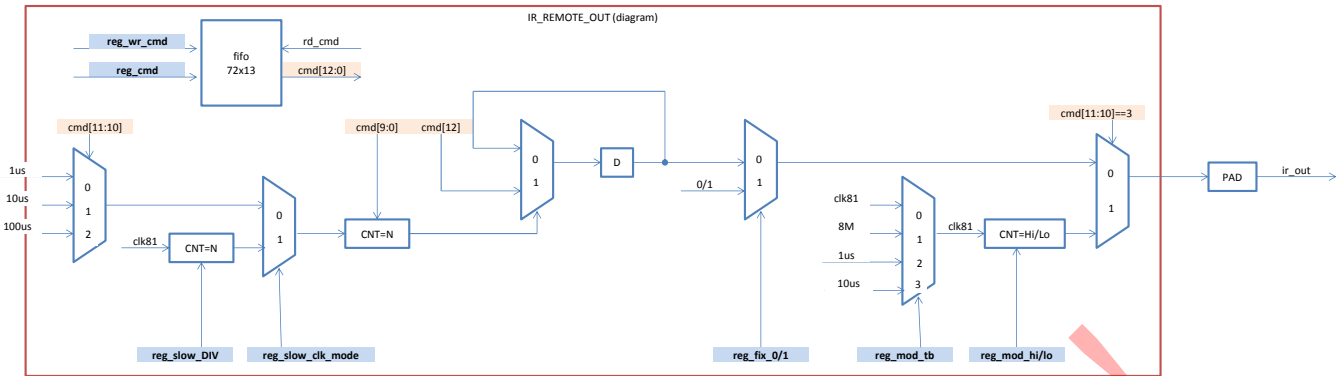 IR_REMOTE_OUT (diagram)
reg_wr_cmd
reg_cmd
fifo
72x13
rd_cmd
cmd[12:0]
cmd[11:10]
1us
10us
100us
0
1
2
clk81
CNT=N
0
1
cmd[9:0]
cmd[12]
CNT=N
0
1
D
0/1
0
1
clk81
8M
1us
10us
0
1
2
3
clk81
CNT=Hi/Lo
cmd[11:10]==3
0
1
PAD
ir_out
reg_slow_DIV
reg_slow_clk_mode
reg_fix_0/1
reg_mod_tb
reg_mod_hi/lo